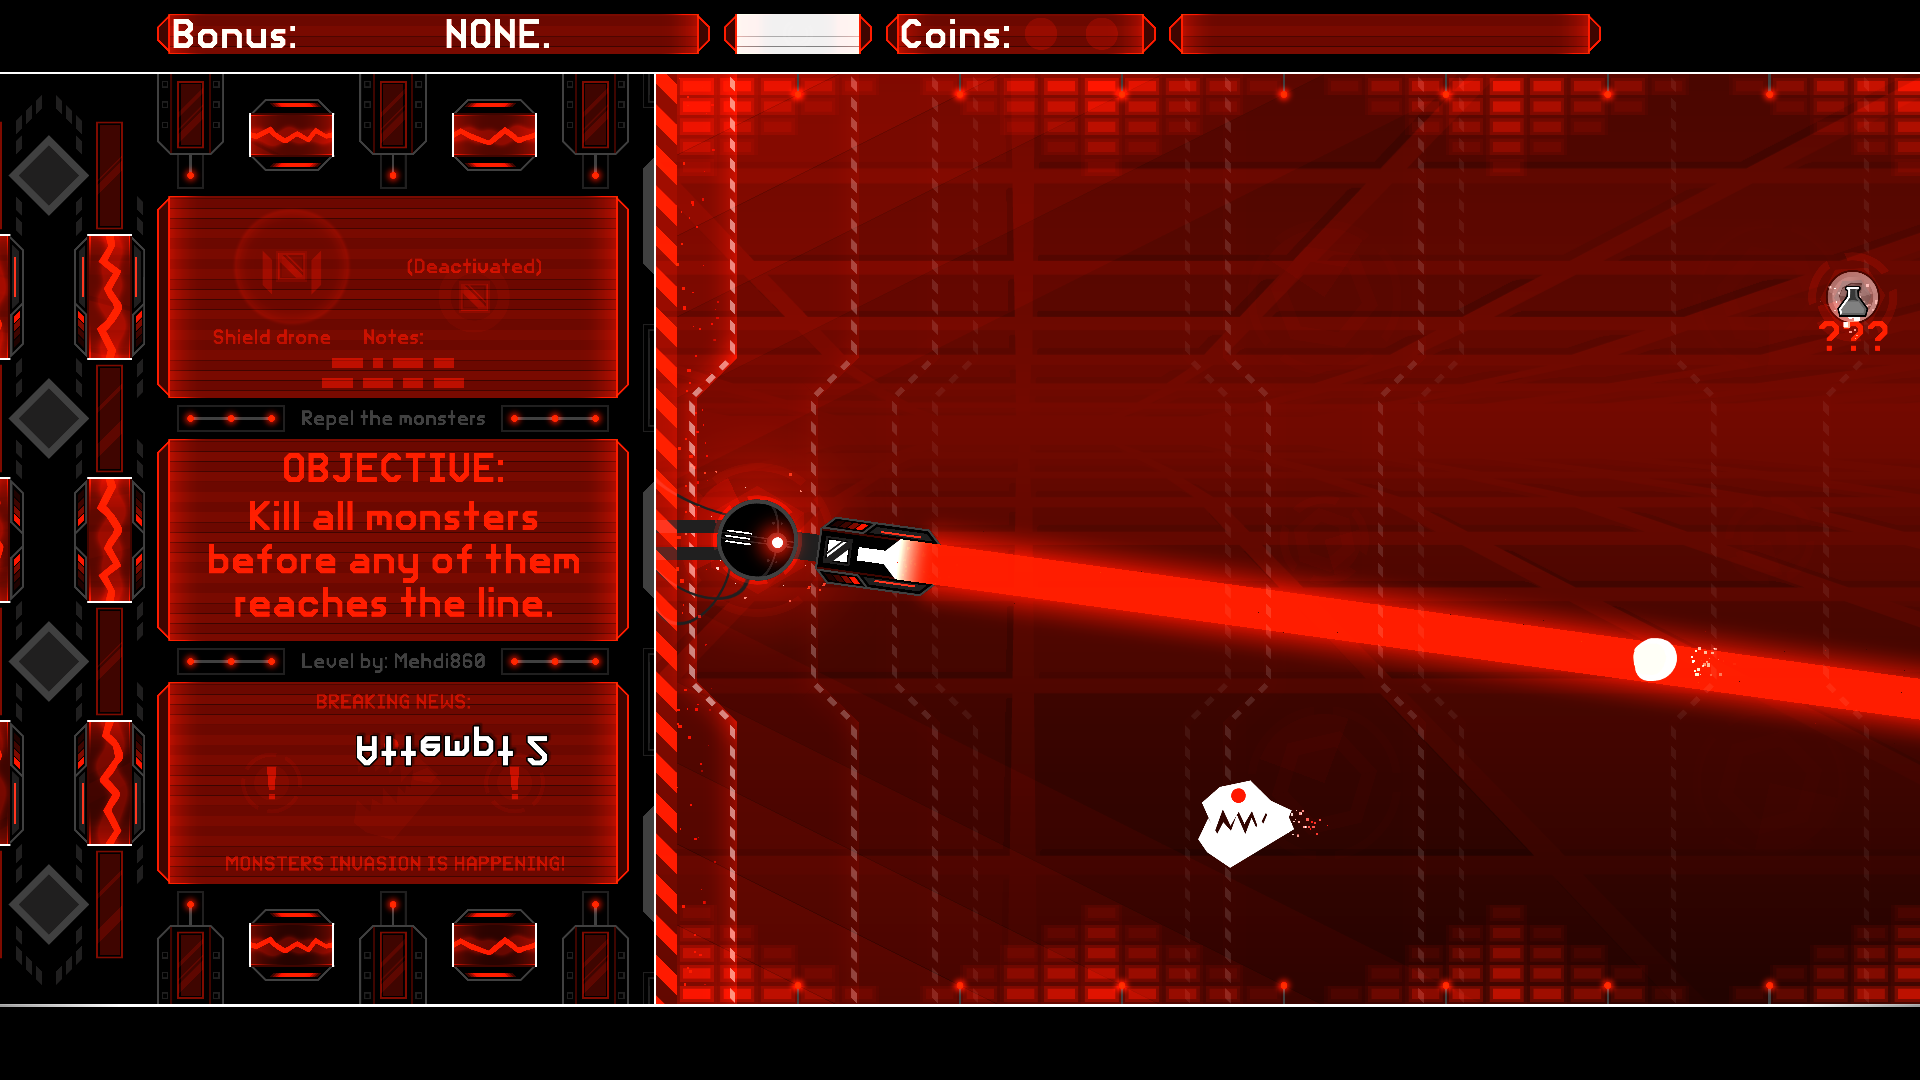 Bonus: NONE.
Coins:
(Deactivated)
Shield drone Notes:
???
Repel the monsters
OBJECTIVE:
Kill all monsters
before any of them
reaches the line.
Level by: Mehdi860
BREAKING NEWS:
Attempt 2
! !
MONSTERS INVASION IS HAPPENING!